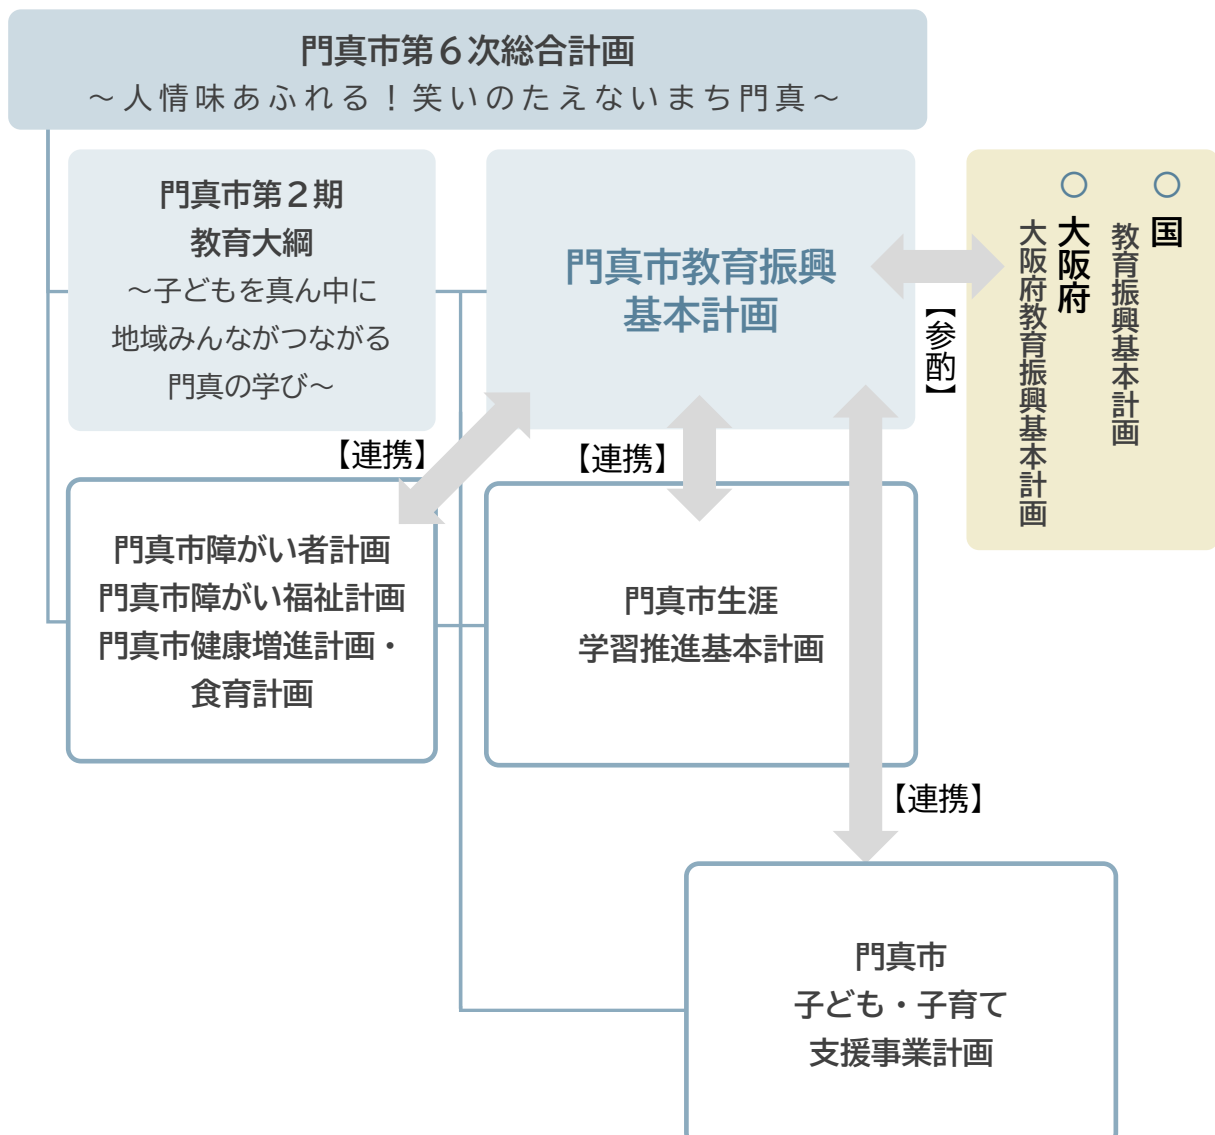 門真市第６次総合計画
～人情味あふれる！笑いのたえないまち門真～
門真市第２期
教育大綱
～子どもを真ん中に
地域みんながつながる
門真の学び～
門真市教育振興
基本計画
【参酌】
〇 国
教育振興基本計画
〇 大阪府
大阪府教育振興基本計画
【連携】
【連携】
門真市障がい者計画
門真市障がい福祉計画
門真市健康増進計画・
食育計画
門真市生涯
学習推進基本計画
【連携】
門真市
子ども・子育て
支援事業計画